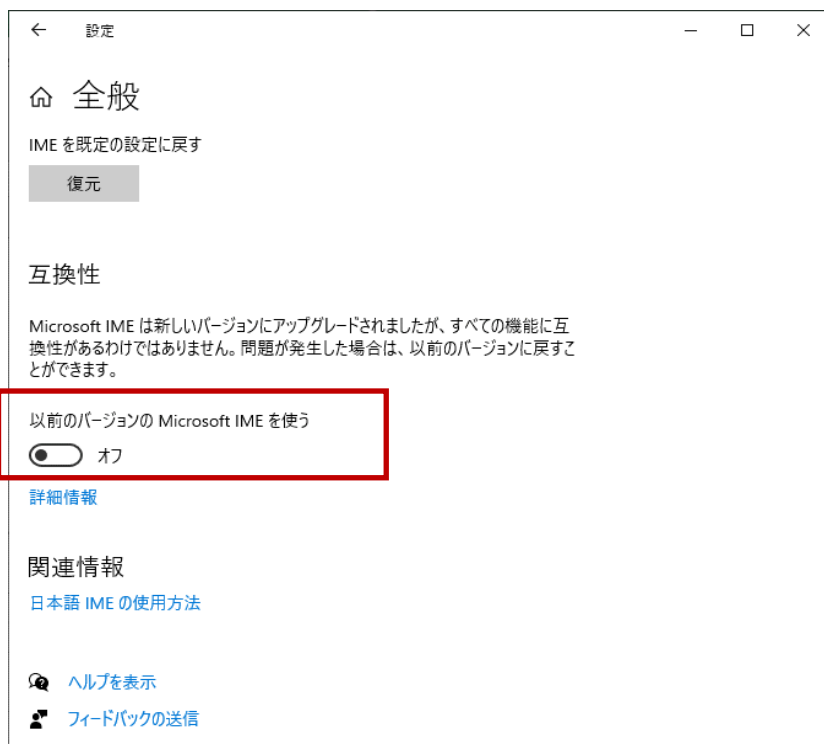 設定
全般
IME を既定の設定に戻す
復元
互換性
Microsoft IME は新しいバージョンにアップグレードされましたが、すべての機能に互
換性があるわけではありません。問題が発生した場合は、以前のバージョンに戻すこ
とができます。
以前のバージョンの Microsoft IME を使う
オフ
詳細情報
関連情報
日本語 IME の使用方法
ヘルプを表示
フィードバックの送信